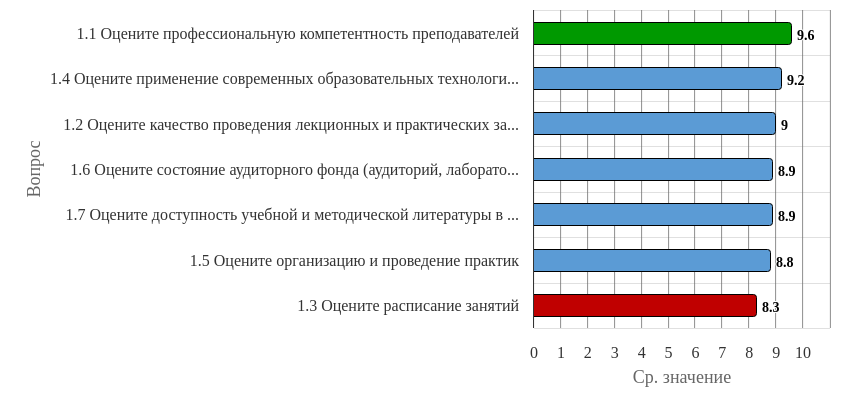 1.1 Оцените профессиональную компетентность преподавателей
9.6
1.4 Оцените применение современных образовательных технологи...
9.2
1.2 Оцените качество проведения лекционных и практических за...
9
1.6 Оцените состояние аудиторного фонда (аудиторий, лаборато...
8.9
1.7 Оцените доступность учебной и методической литературы в ...
8.9
1.5 Оцените организацию и проведение практик
8.8
1.3 Оцените расписание занятий
8.3
Вопрос
0 1 2 3 4 5 6 7 8 9 10
Ср. значение